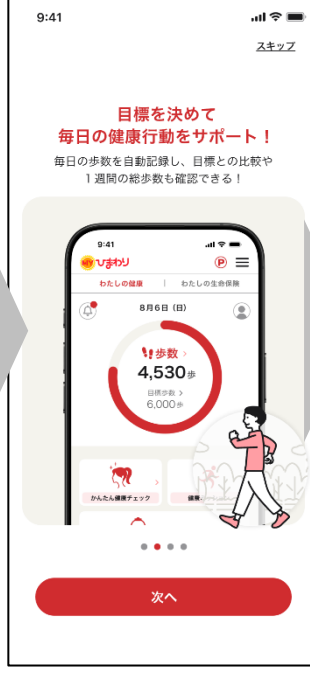 9:41
スキップ
目標を決めて
毎日の健康行動をサポート！
毎日の歩数を自動記録し、目標との比較や
1週間の総歩数も確認できる！
9:41
MYひまわり
P
わたしの健康 | わたしの生命保険
8月6日（日）
歩数 >
4,530歩
目標歩数 >
6,000歩
かんたん健康チェック
健康
次へ